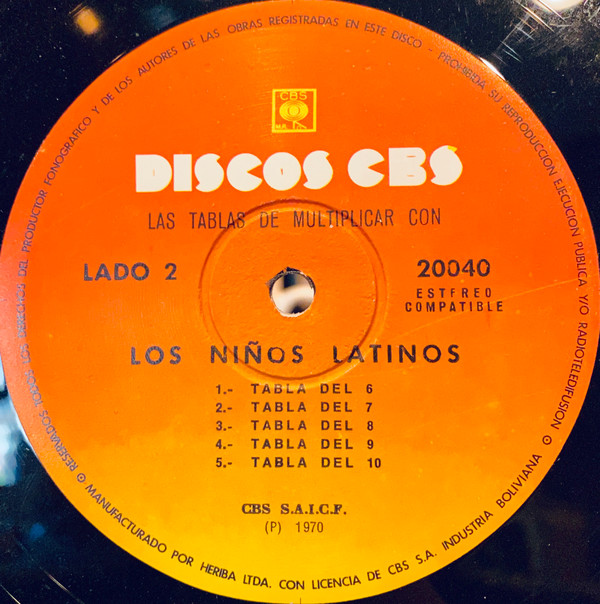 CBS
M.R.
DISCOS CBS
LAS TABLAS DE MULTIPLICAR CON
LADO 2
20040
ESTEREO
COMPATIBLE
LOS NIÑOS LATINOS
1.- TABLA DEL 6
2.- TABLA DEL 7
3.- TABLA DEL 8
4.- TABLA DEL 9
5.- TABLA DEL 10
CBS S.A.I.C.F.
(P) 1970
RESERVADOS TODOS LOS DERECHOS DEL PRODUCTOR FONOGRAFICO Y DE LOS AUTORES DE LAS OBRAS REGISTRADAS EN ESTE DISCO - PROHIBIDA SU REPRODUCCION EJECUCION PUBLICA Y/O RADIOTELEDIFUSION
MANUFACTURADO POR HERIBA LTDA. CON LICENCIA DE CBS S.A. INDUSTRIA BOLIVIANA